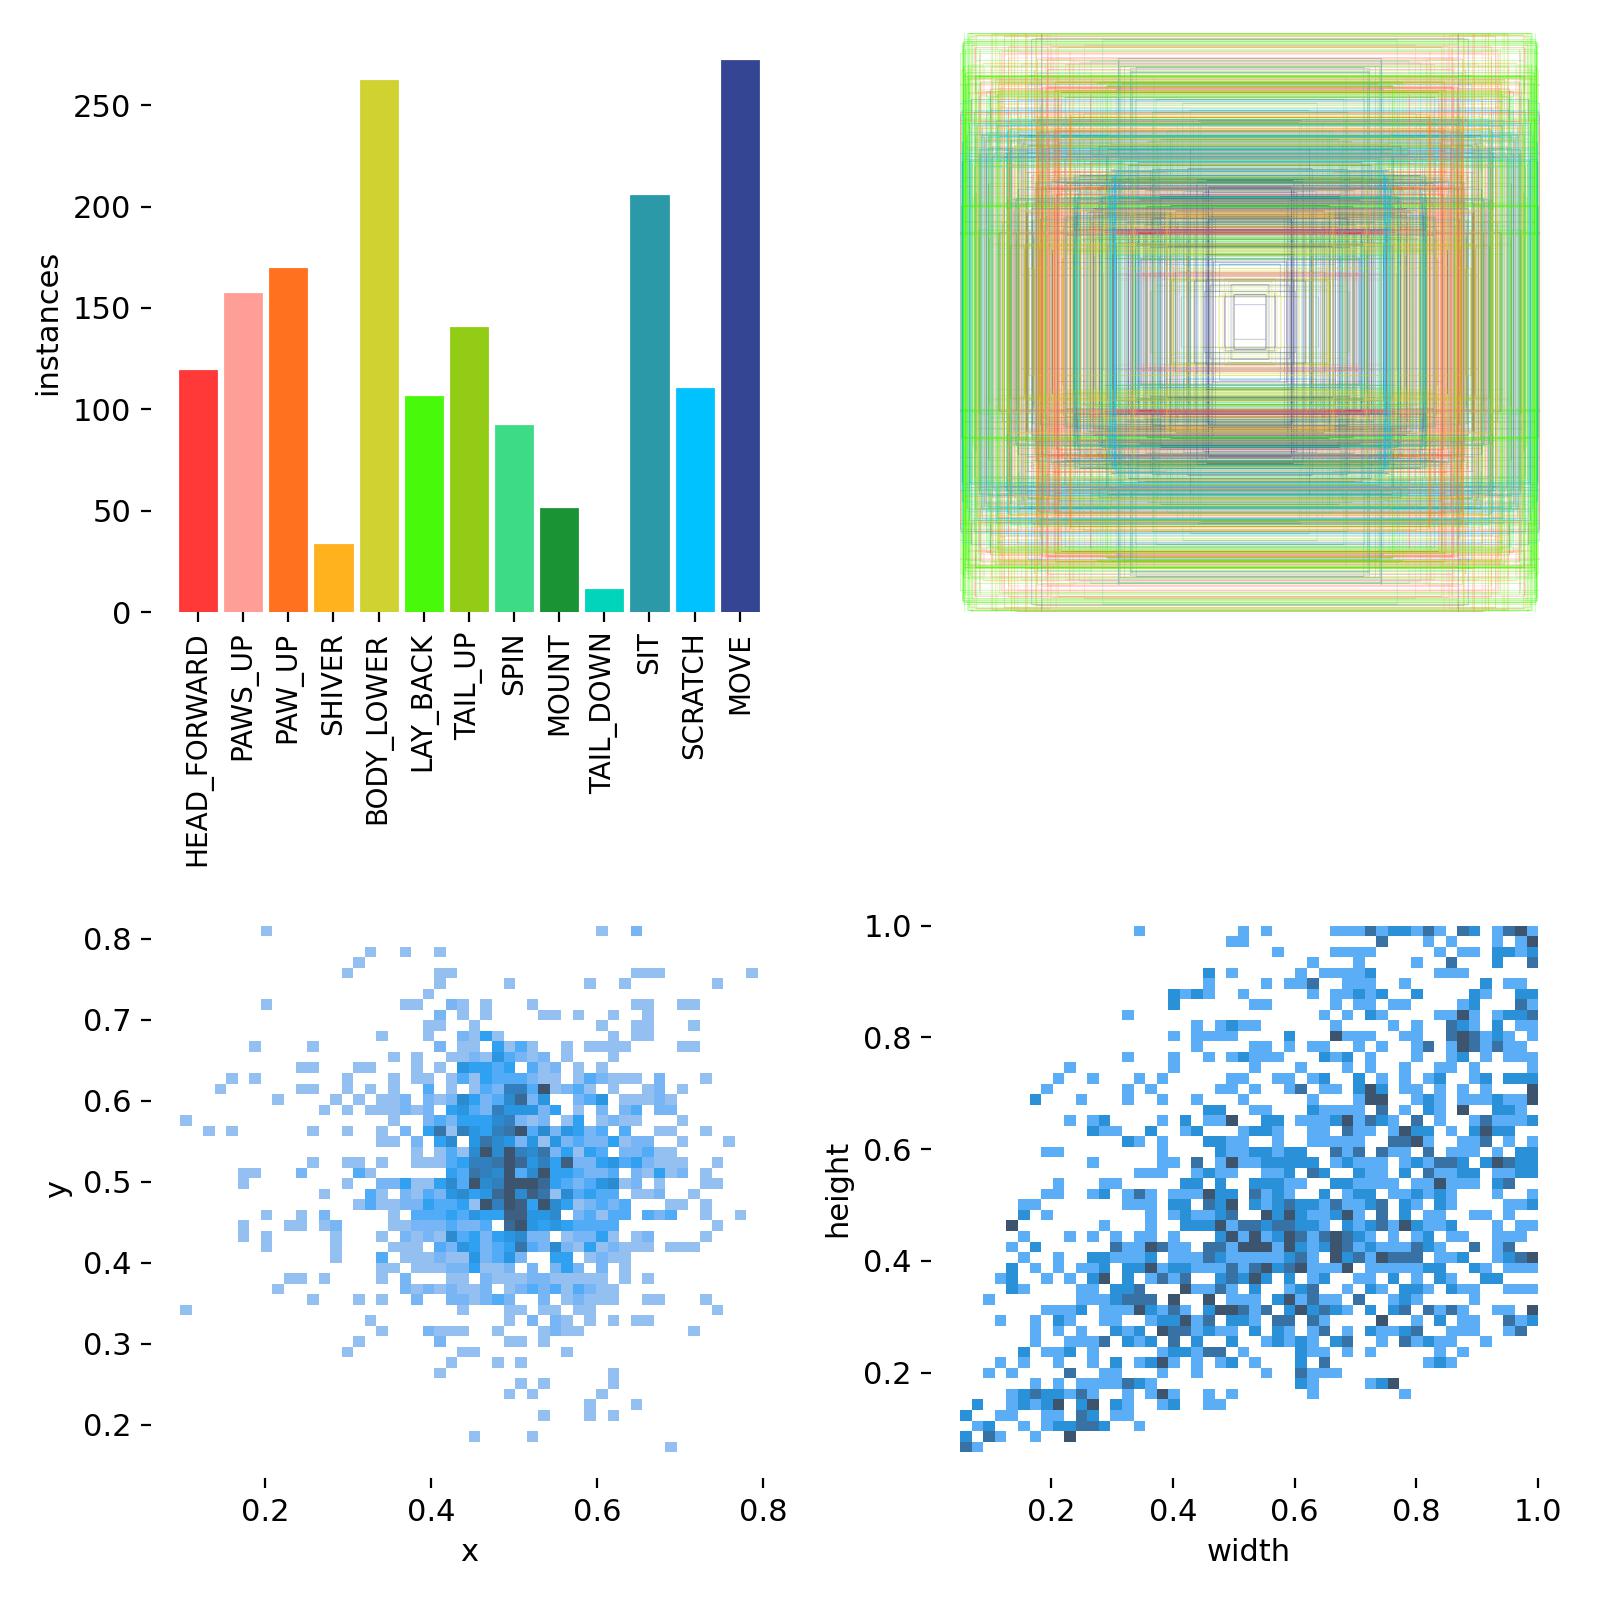 instances
250
200
150
100
50
0
HEAD_FORWARD
PAWS_UP
PAW_UP
SHIVER
BODY_LOWER
LAY_BACK
TAIL_UP
SPIN
MOUNT
TAIL_DOWN
SIT
SCRATCH
MOVE
y
0.8
0.7
0.6
0.5
0.4
0.3
0.2
0.2 0.4 0.6 0.8
x
height
1.0
0.8
0.6
0.4
0.2
0.2 0.4 0.6 0.8 1.0
width